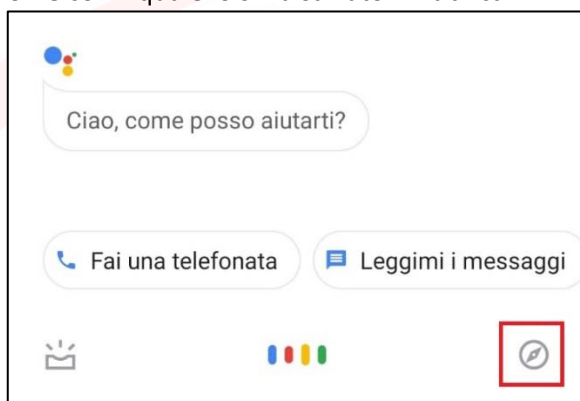 Ciao, come posso aiutarti?
Fai una telefonata
Leggimi i messaggi